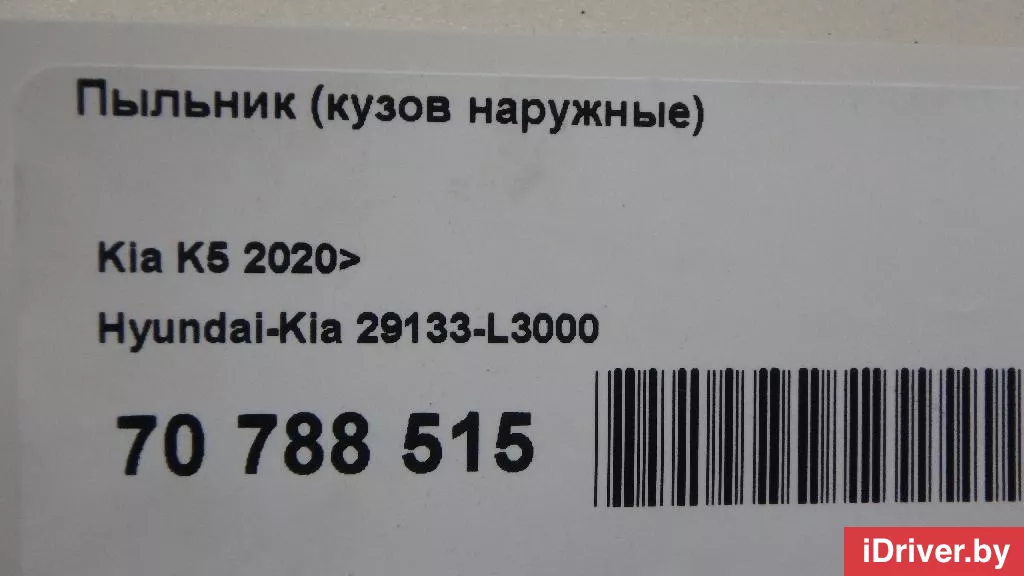 Пыльник (кузов наружные)
Kia K5 2020>
Hyundai-Kia 29133-L3000
70 788 515
iDriver.by